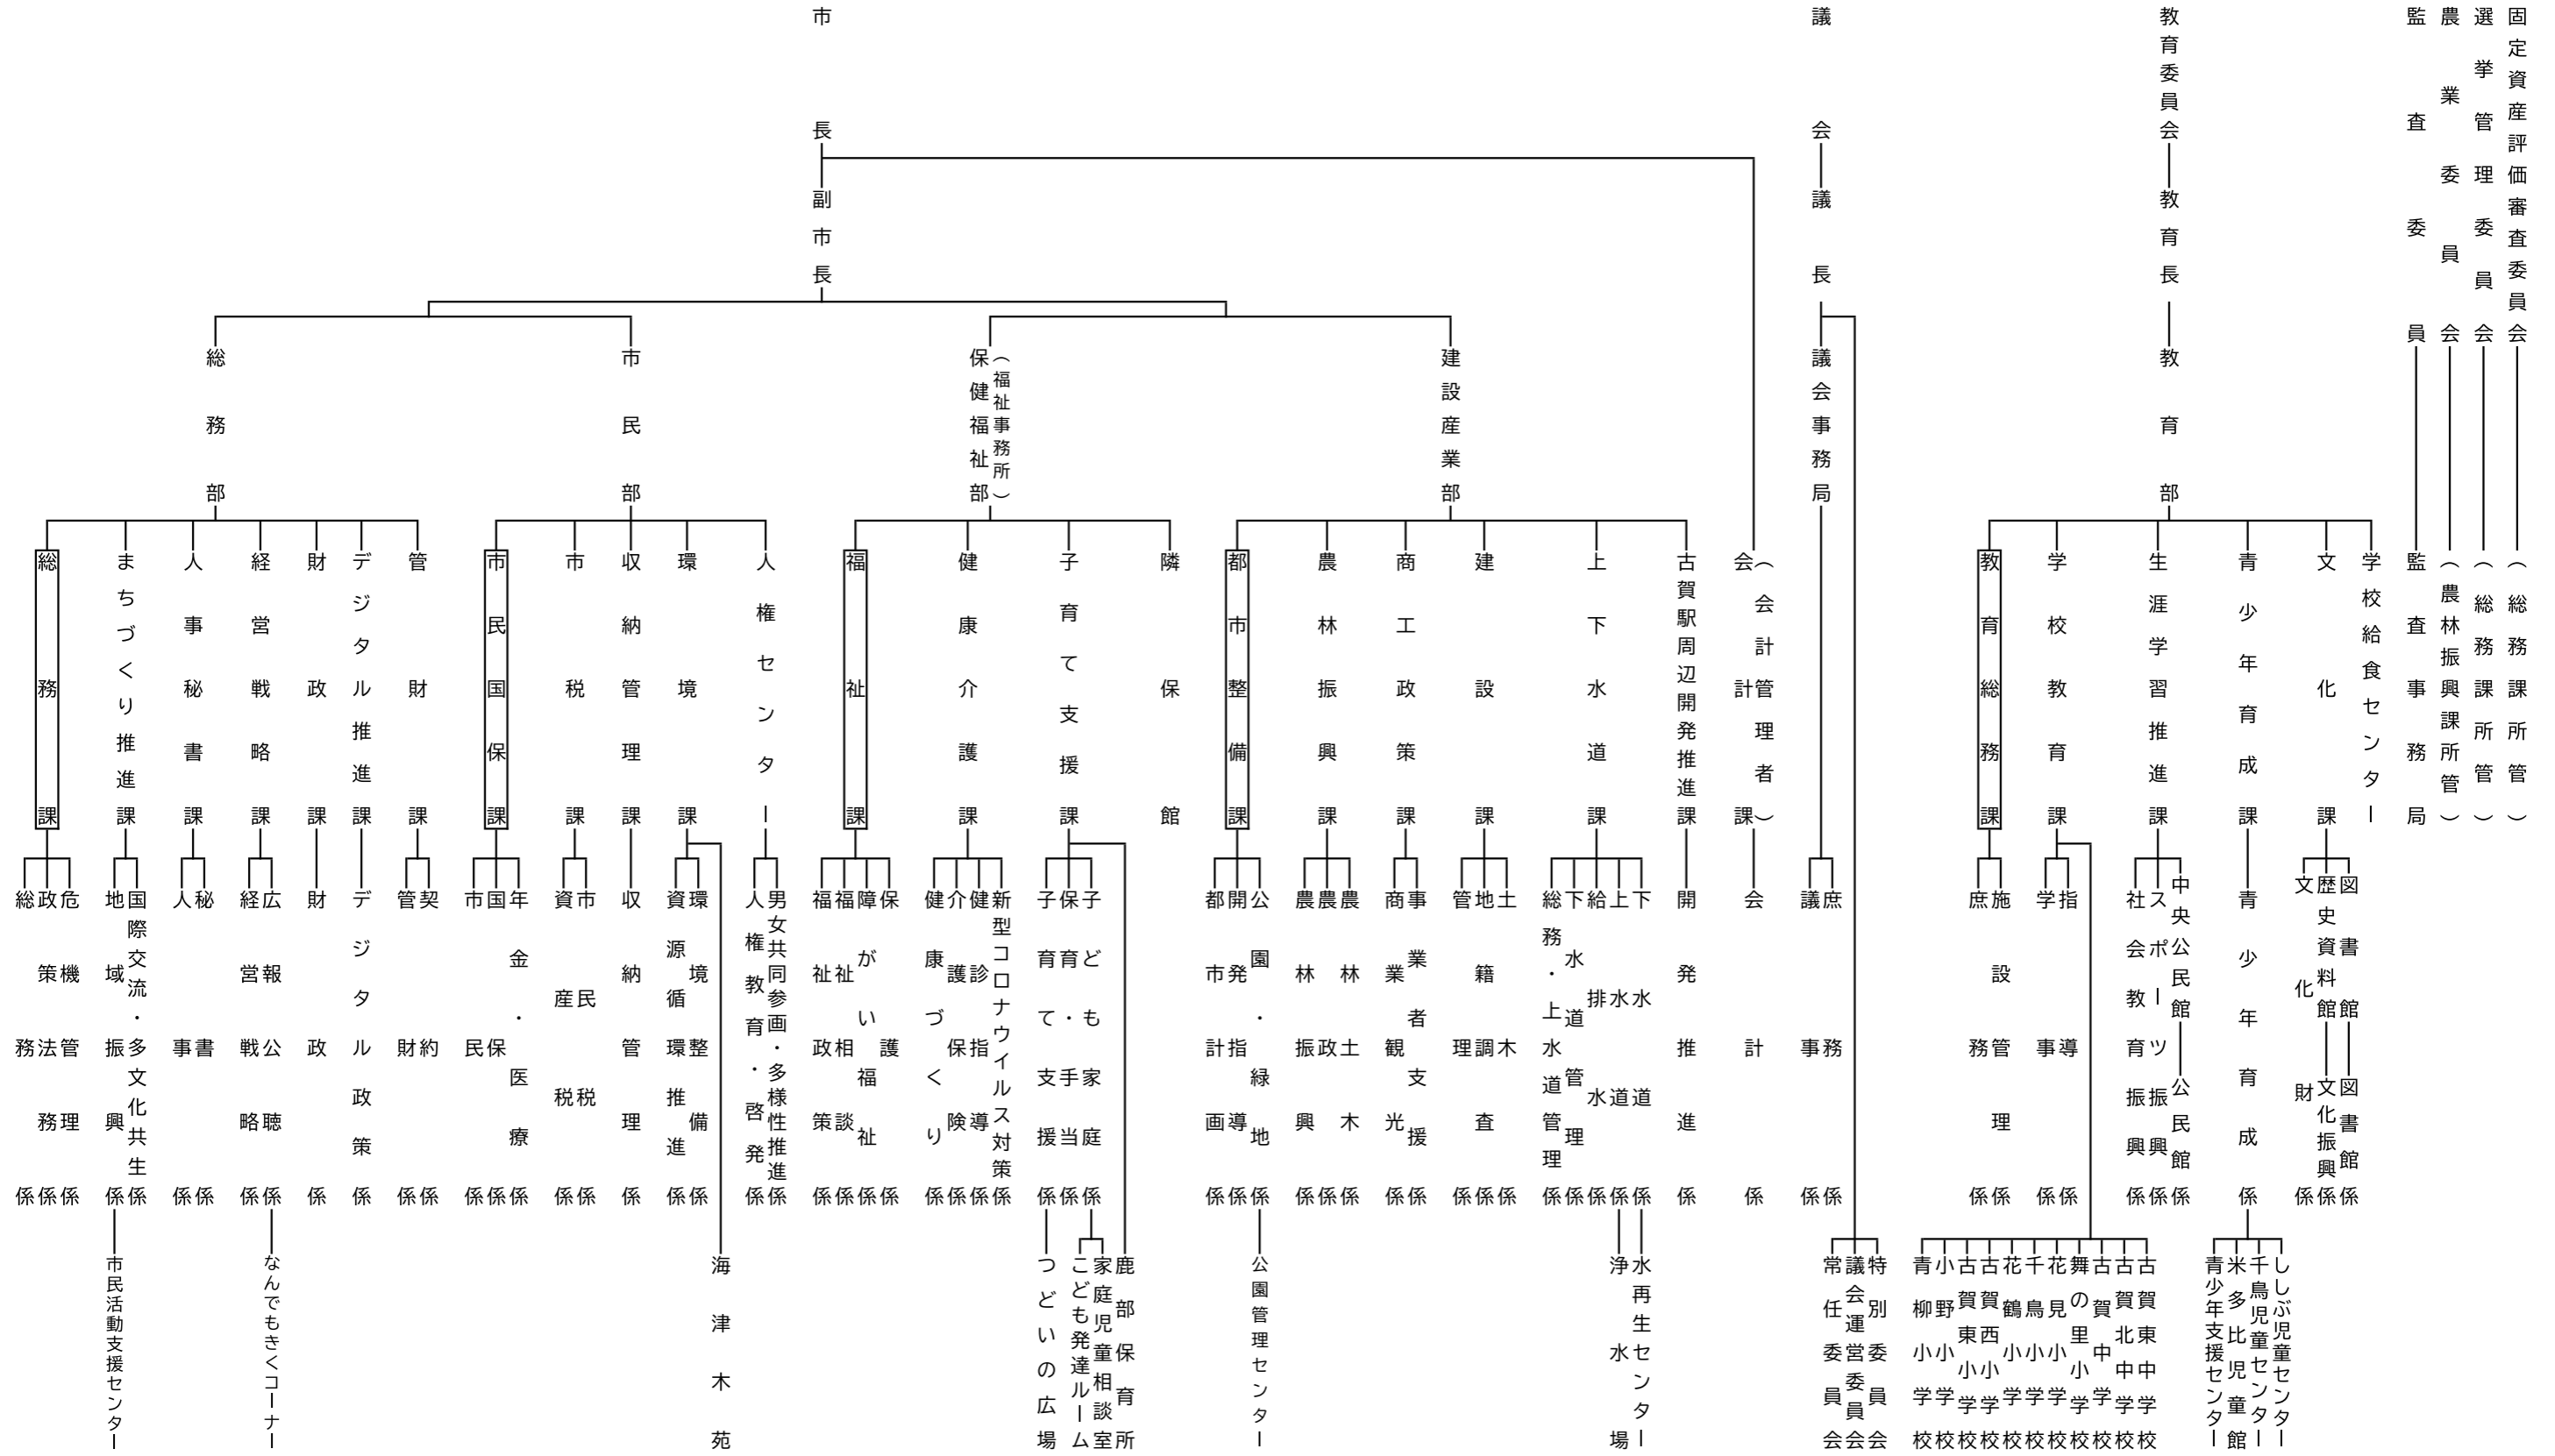 市長
議会
教育委員会
監査委員
農業委員会
選挙管理委員会
固定資産評価審査委員会
副市長
議長
教育長
総務部
市民部
保健福祉部
（福祉事務所）
建設産業部
議会事務局
教育部
総務課
まちづくり推進課
人事秘書課
経営戦略課
財政課
デジタル推進課
管財課
市民国保課
市税課
収納管理課
環境課
人権センター
福祉課
健康介護課
子育て支援課
隣保館
都市整備課
農林振興課
商工政策課
建設課
上下水道課
古賀駅周辺開発推進課
会計課
（会計管理者）
教育総務課
学校教育課
生涯学習推進課
青少年育成課
文化課
学校給食センター
監査事務局
（農林振興課所管）
（総務課所管）
（総務課所管）
総務係
政策法務係
危機管理係
地域振興係
国際交流・多文化共生係
人事係
秘書係
経営戦略係
広報公聴係
財政係
デジタル政策係
管財係
契約係
市民係
国保係
年金・医療係
資産税係
市民税係
収納管理係
資源循環推進係
環境整備係
人権教育・啓発係
男女共同参画・多様性推進係
福祉政策係
福祉相談係
障がい福祉係
保護係
健康づくり係
介護保険係
健診指導係
新型コロナウイルス対策係
子育て支援係
保育・手当係
子ども家庭係
都市計画係
開発指導係
公園・緑地係
農林振興係
農政係
農林土木係
商業観光係
事業者支援係
管理係
地籍調査係
土木係
総務・上水道管理係
下水道管理係
給排水係
上水道係
下水道係
開発推進係
会計係
議事係
庶務係
庶務係
施設管理係
学事係
指導係
社会教育振興係
スポーツ振興係
中央公民館
公民館係
青少年育成係
文化財係
歴史資料館
文化振興係
図書館
図書館係
市民活動支援センター
なんでもきくコーナー
海津木苑
つどいの広場
こども発達ルーム
家庭児童相談室
鹿部保育所
公園管理センター
浄水場
水再生センター
常任委員会
議会運営委員会
特別委員会
青柳小学校
小野小学校
古賀東小学校
古賀西小学校
花鶴小学校
千鳥小学校
花見小学校
舞の里小学校
古賀中学校
古賀北中学校
古賀東中学校
青少年支援センター
米多比児童館
千鳥児童センター
ししぶ児童センター